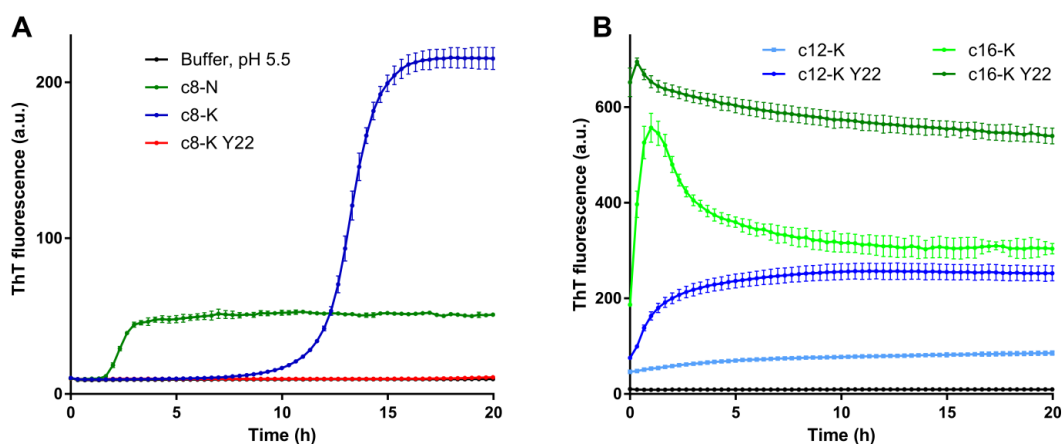 A
ThT fluorescence (a.u.)
200
100
0
Buffer, pH 5.5
c8-N
c8-K
c8-K Y22
0 5 10 15 20
Time (h)
B
ThT fluorescence (a.u.)
600
400
200
0
c12-K c16-K
c12-K Y22 c16-K Y22
0 5 10 15 20
Time (h)